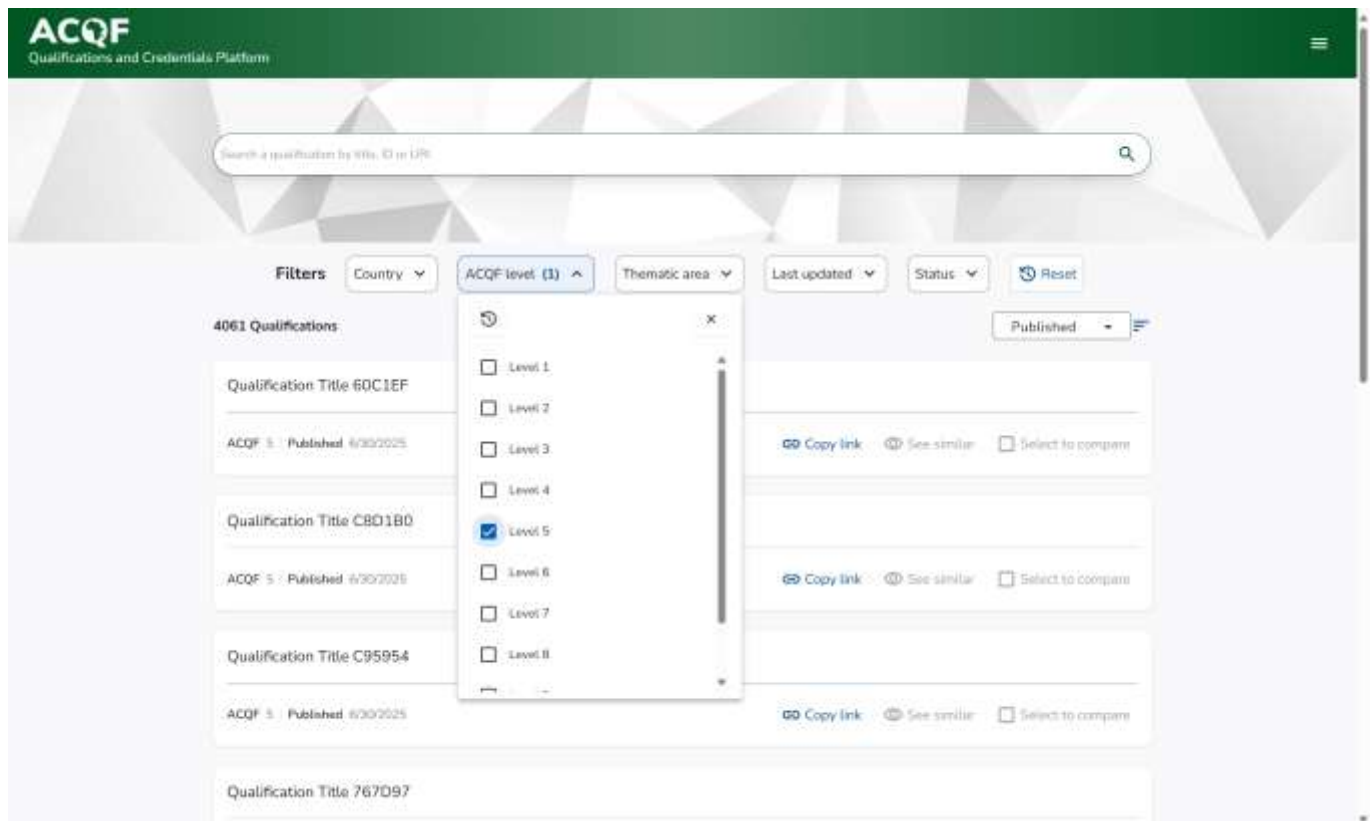 ACQF
Qualifications and Credentials Platform
Search a qualification by title, ID or URI
Filters Country ACQF level (1) Thematic area Last updated Status Reset
4061 Qualifications Published
Level 1
Level 2
Level 3
Level 4
Level 5
Level 6
Level 7
Level 8
Qualification Title 60C1EF
ACQF 5 Published 6/30/2025 Copy link See similar Select to compare
Qualification Title C8D1B0
ACQF 5 Published 6/30/2025 Copy link See similar Select to compare
Qualification Title C95954
ACQF 5 Published 6/30/2025 Copy link See similar Select to compare
Qualification Title 767D97